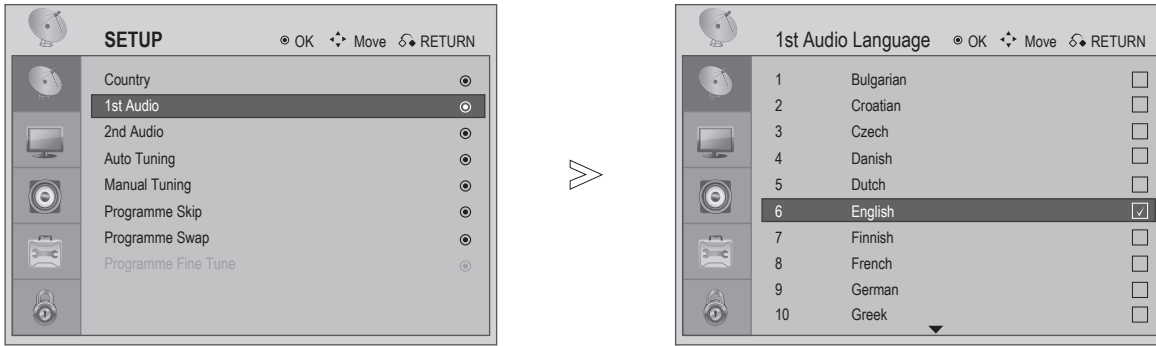 SETUP OK Move RETURN
Country
1st Audio
2nd Audio
Auto Tuning
Manual Tuning
Programme Skip
Programme Swap
Programme Fine Tune
1st Audio Language OK Move RETURN
1 Bulgarian
2 Croatian
3 Czech
4 Danish
5 Dutch
6 English
7 Finnish
8 French
9 German
10 Greek